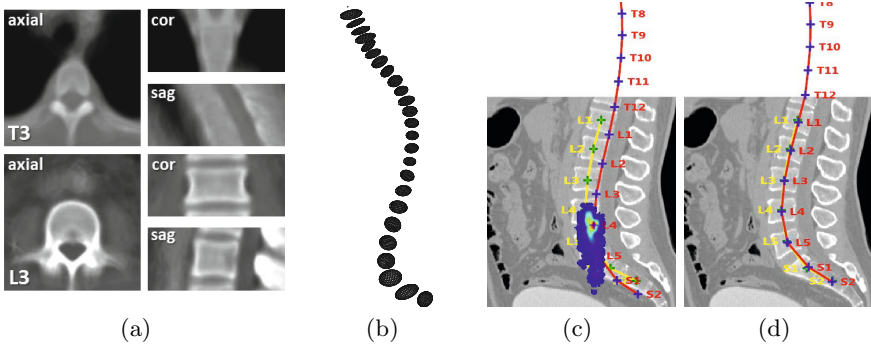 axial
cor
sag
T3
axial
cor
sag
L3
(a)
(b)
T8
T9
T10
T11
T12
L1
L1
L2
L2
L3
L3
L4
L4
L5
S1
S2
(c)
T8
T9
T10
T11
T12
L1
L1
L2
L2
L3
L3
L4
L4
L5
L5
S1
S1
S2
S2
(d)